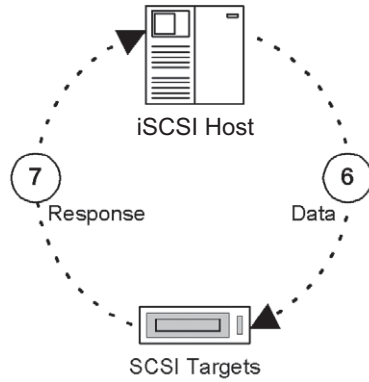 iSCSI Host
7
6
Response
Data
SCSI Targets